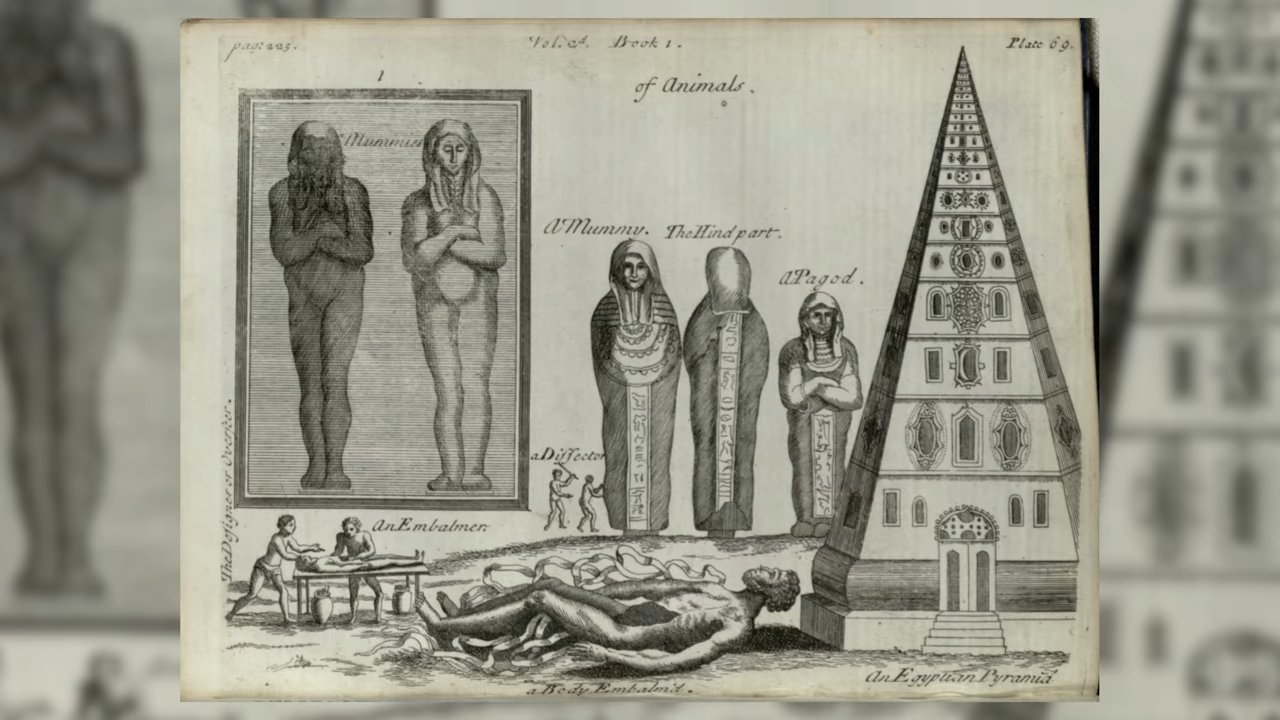 pag: 225.
Vol. 2d. Book 1.
Plate 69.
of Animals.
1
Mummies
A Mummy.
The Hind part.
A Pagod.
a Dissector
An Embalmer.
The Designer or Overseer.
a Body Embalm'd.
An Egyptian Pyramid